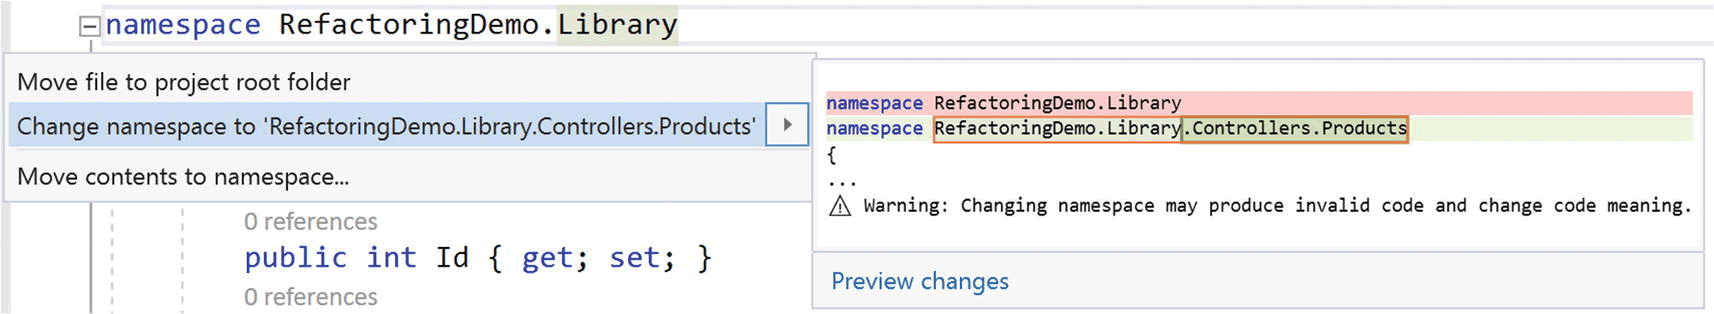 namespace RefactoringDemo.Library
Move file to project root folder
Change namespace to 'RefactoringDemo.Library.Controllers.Products'
Move contents to namespace...
namespace RefactoringDemo.Library
namespace RefactoringDemo.Library.Controllers.Products
{
...
Warning: Changing namespace may produce invalid code and change code meaning.
Preview changes
0 references
public int Id { get; set; }
0 references